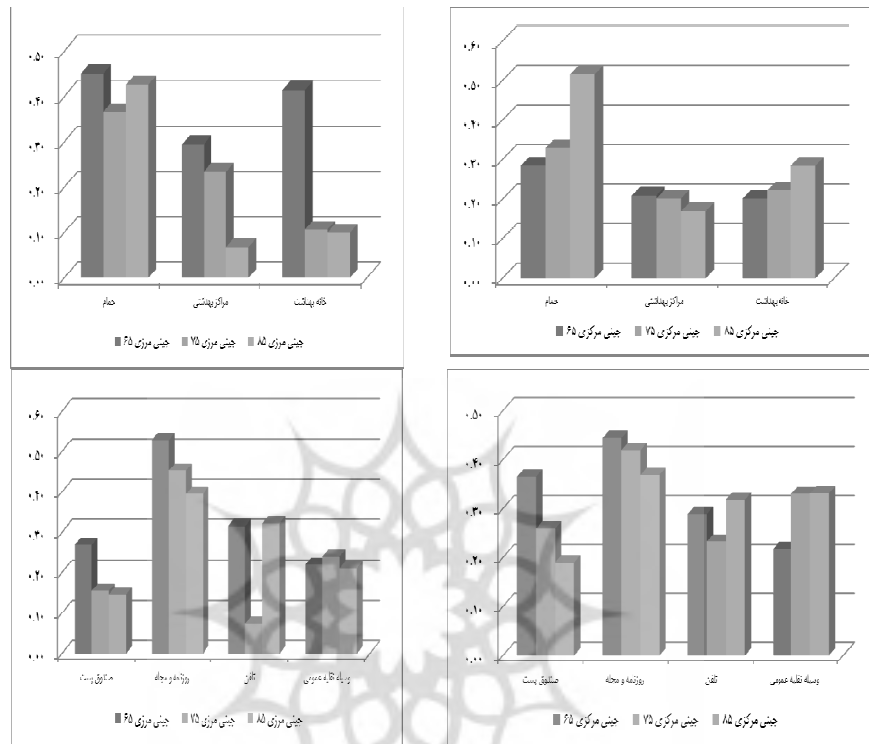 ۰.۵۰
۰.۴۰
۰.۳۰
۰.۲۰
۰.۱۰
۰.۰۰
حمام
مراکز بهداشتی
خانه بهداشت
جینی مرزی ۶۵
جینی مرزی ۷۵
جینی مرزی ۸۵
۰.۶۰
۰.۵۰
۰.۴۰
۰.۳۰
۰.۲۰
۰.۱۰
۰.۰۰
حمام
مراکز بهداشتی
خانه بهداشت
جینی مرکزی ۶۵
جینی مرکزی ۷۵
جینی مرکزی ۸۵
۰.۶۰
۰.۵۰
۰.۴۰
۰.۳۰
۰.۲۰
۰.۱۰
۰.۰۰
صندوق پست
روزنامه و مجله
تلفن
وسیله نقلیه عمومی
جینی مرزی ۶۵
جینی مرزی ۷۵
جینی مرزی ۸۵
۰.۵۰
۰.۴۰
۰.۳۰
۰.۲۰
۰.۱۰
۰.۰۰
صندوق پست
روزنامه و مجله
تلفن
وسیله نقلیه عمومی
جینی مرکزی ۶۵
جینی مرکزی ۷۵
جینی مرکزی ۸۵